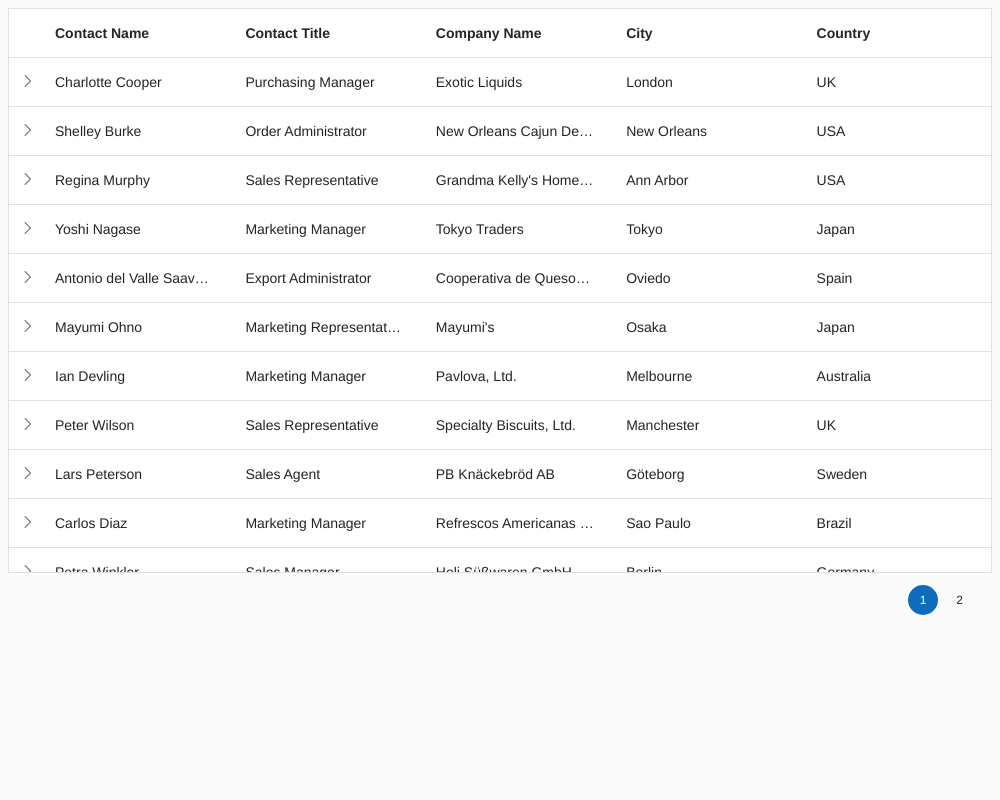 Contact Name Contact Title Company Name City Country
Charlotte Cooper Purchasing Manager Exotic Liquids London UK
Shelley Burke Order Administrator New Orleans Cajun De… New Orleans USA
Regina Murphy Sales Representative Grandma Kelly's Home… Ann Arbor USA
Yoshi Nagase Marketing Manager Tokyo Traders Tokyo Japan
Antonio del Valle Saav… Export Administrator Cooperativa de Queso… Oviedo Spain
Mayumi Ohno Marketing Representat… Mayumi's Osaka Japan
Ian Devling Marketing Manager Pavlova, Ltd. Melbourne Australia
Peter Wilson Sales Representative Specialty Biscuits, Ltd. Manchester UK
Lars Peterson Sales Agent PB Knäckebröd AB Göteborg Sweden
Carlos Diaz Marketing Manager Refrescos Americanas … Sao Paulo Brazil
Petra Winkler Sales Manager Heli Süßwaren GmbH Berlin Germany
1 2